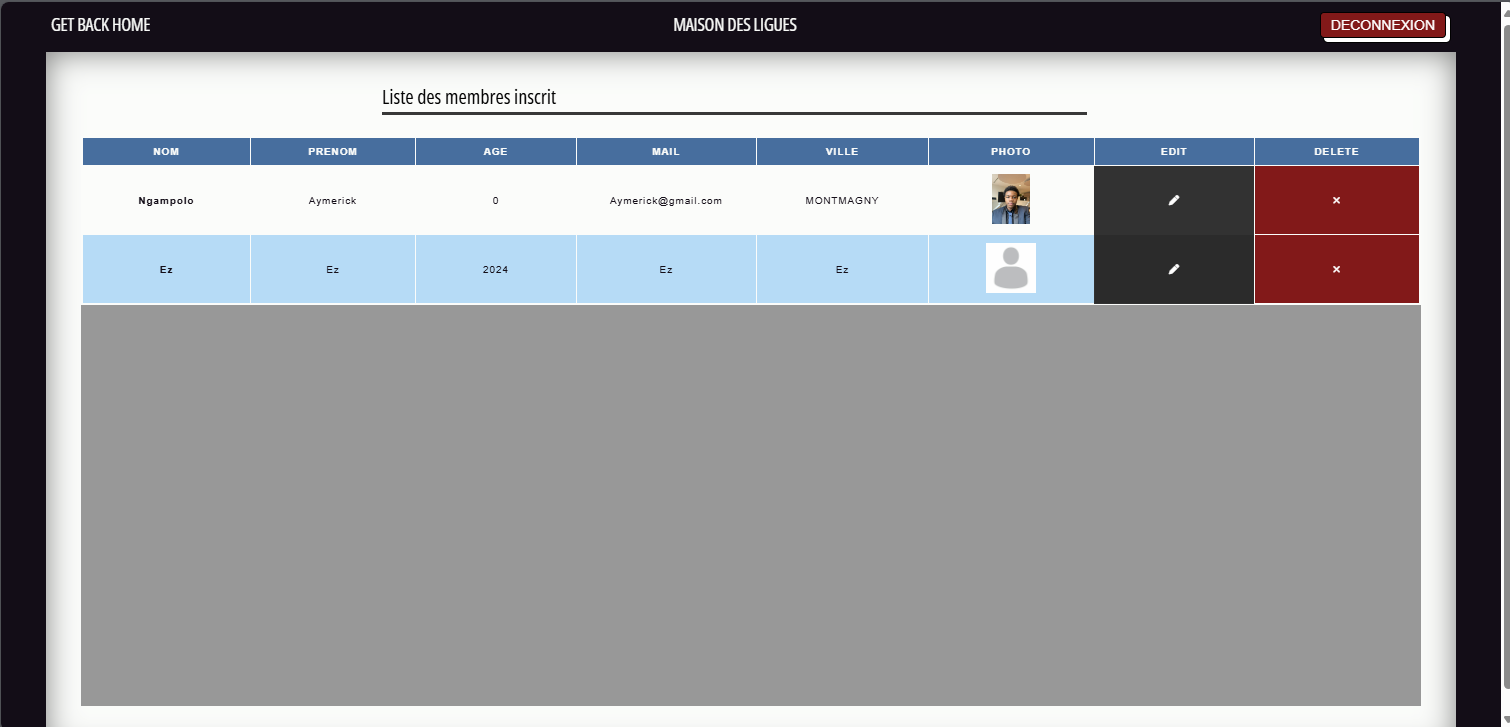 GET BACK HOME MAISON DES LIGUES DECONNEXION
Liste des membres inscrit
NOM PRENOM AGE MAIL VILLE PHOTO EDIT DELETE
Ngampolo Aymerick 0 Aymerick@gmail.com MONTMAGNY
Ez Ez 2024 Ez Ez